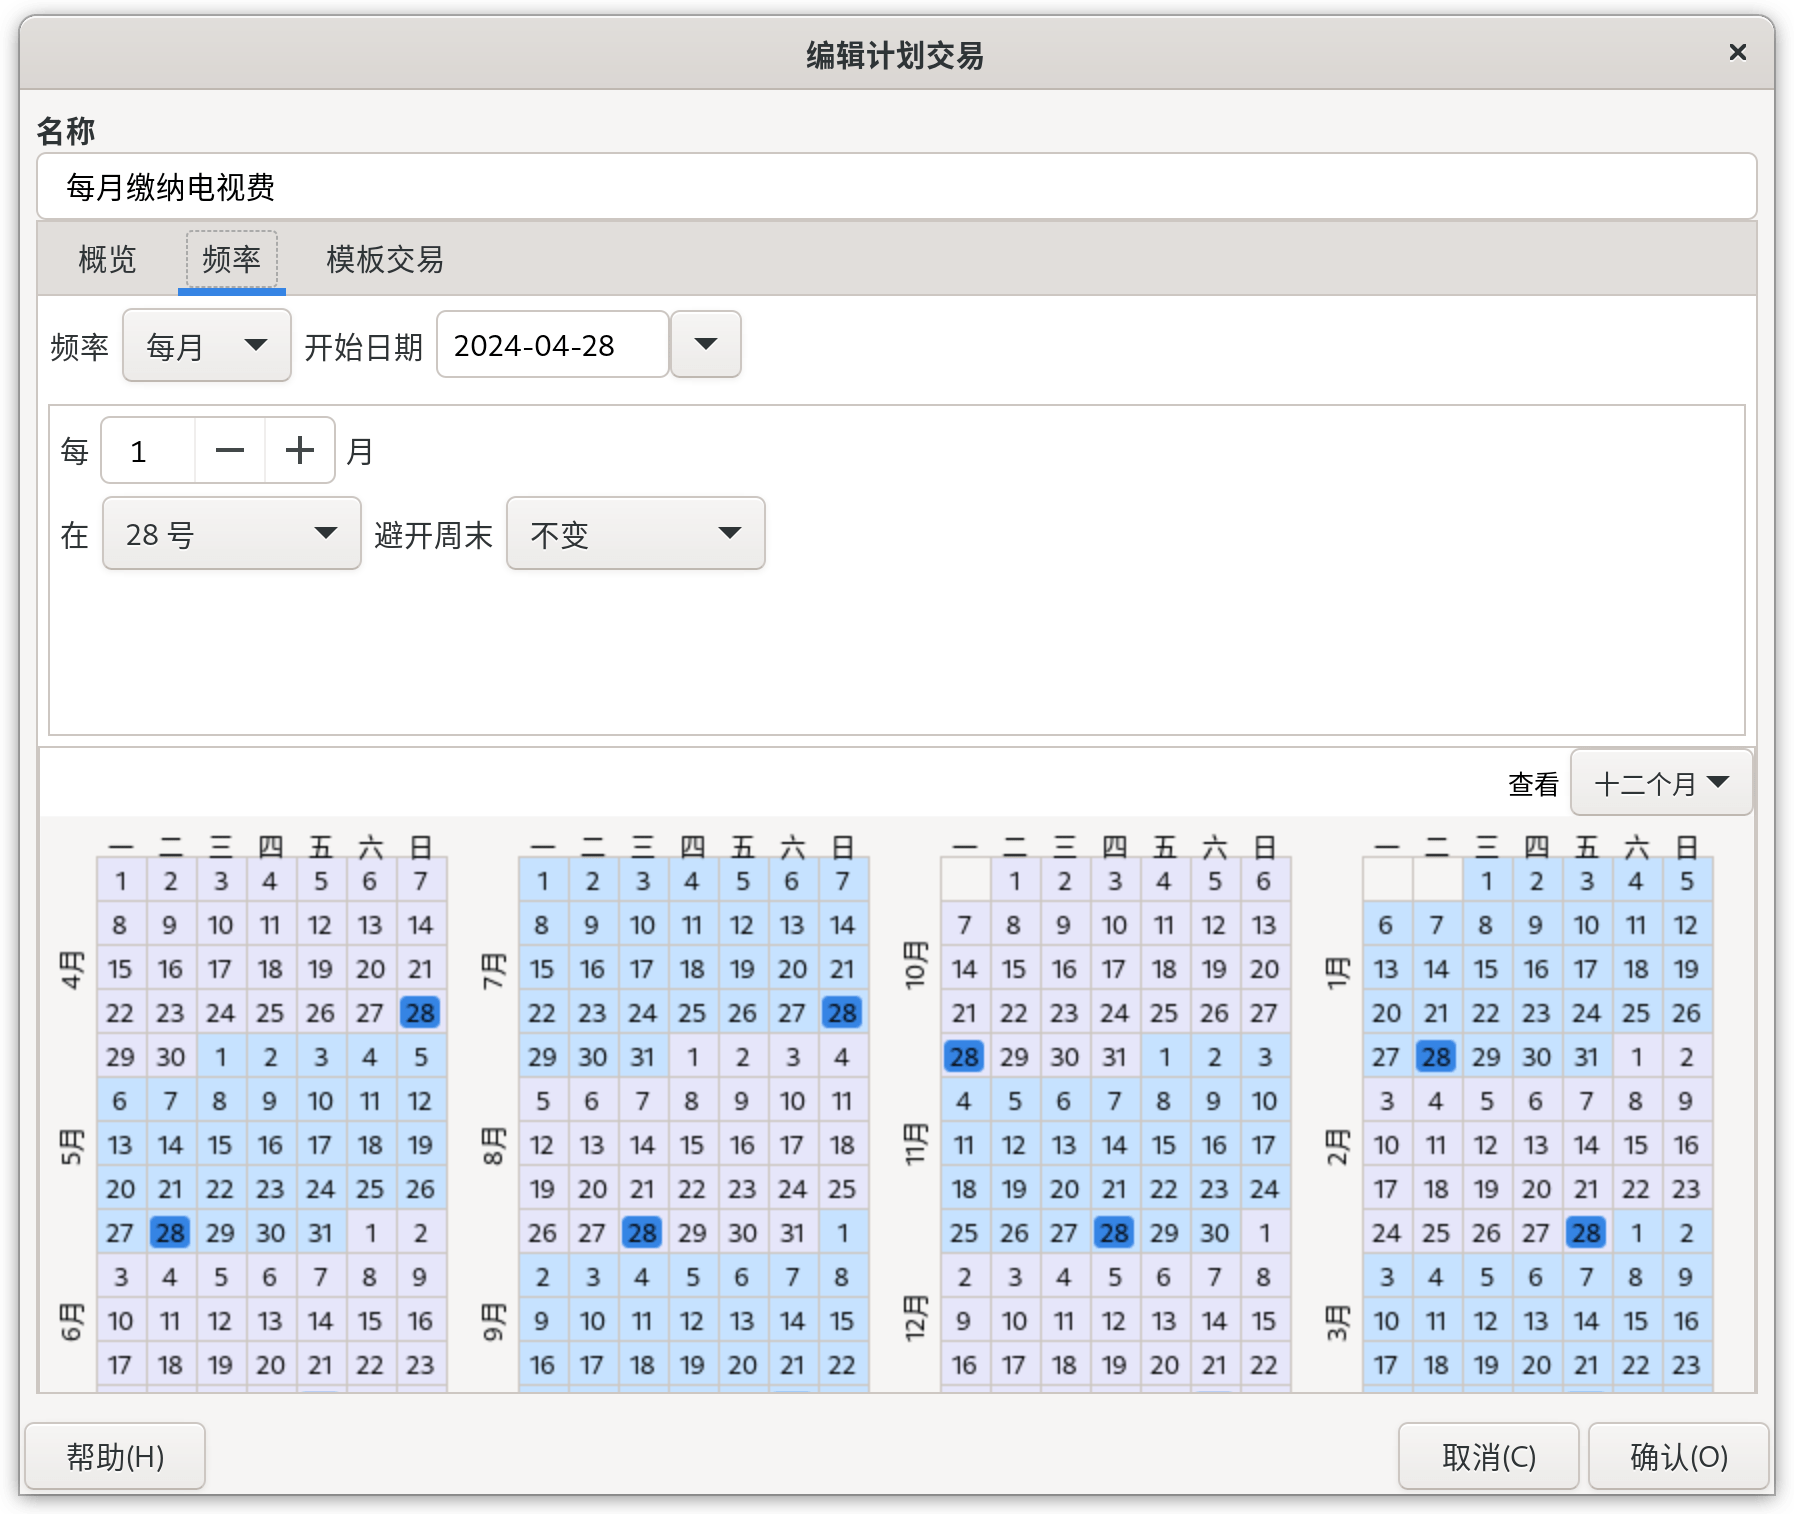 编辑计划交易 ×
名称
每月缴纳电视费
概览 频率 模板交易
频率 每月 开始日期 2024-04-28
每 1 — + 月
在 28 号 避开周末 不变
查看 十二个月
一 二 三 四 五 六 日 一 二 三 四 五 六 日 一 二 三 四 五 六 日 一 二 三 四 五 六 日
1 2 3 4 5 6 7 1 2 3 4 5 6 7 1 2 3 4 5 6 1 2 3 4 5
8 9 10 11 12 13 14 8 9 10 11 12 13 14 7 8 9 10 11 12 13 6 7 8 9 10 11 12
4月 15 16 17 18 19 20 21 7月 15 16 17 18 19 20 21 10月 14 15 16 17 18 19 20 1月 13 14 15 16 17 18 19
22 23 24 25 26 27 28 22 23 24 25 26 27 28 21 22 23 24 25 26 27 20 21 22 23 24 25 26
29 30 1 2 3 4 5 29 30 31 1 2 3 4 28 29 30 31 1 2 3 27 28 29 30 31 1 2
6 7 8 9 10 11 12 5 6 7 8 9 10 11 4 5 6 7 8 9 10 3 4 5 6 7 8 9
5月 13 14 15 16 17 18 19 8月 12 13 14 15 16 17 18 11月 11 12 13 14 15 16 17 2月 10 11 12 13 14 15 16
20 21 22 23 24 25 26 19 20 21 22 23 24 25 18 19 20 21 22 23 24 17 18 19 20 21 22 23
27 28 29 30 31 1 2 26 27 28 29 30 31 1 25 26 27 28 29 30 1 24 25 26 27 28 1 2
3 4 5 6 7 8 9 2 3 4 5 6 7 8 2 3 4 5 6 7 8 3 4 5 6 7 8 9
6月 10 11 12 13 14 15 16 9月 9 10 11 12 13 14 15 12月 9 10 11 12 13 14 15 3月 10 11 12 13 14 15 16
17 18 19 20 21 22 23 16 17 18 19 20 21 22 16 17 18 19 20 21 22 17 18 19 20 21 22 23
帮助(H) 取消(C) 确认(O)